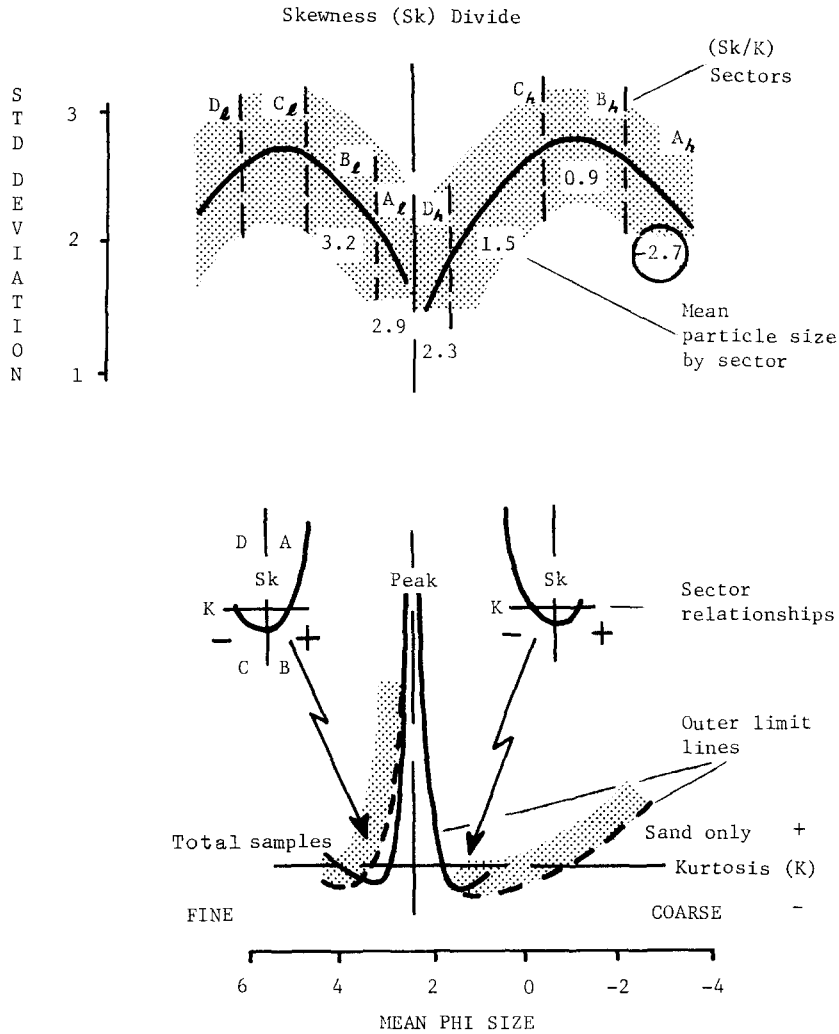 Skewness (Sk) Divide
(Sk/K)
Sectors
STD DEVIATION
3
2
1
D𝓁
C𝓁
B𝓁
A𝓁
Dh
Ch
Bh
Ah
3.2
2.9
2.3
1.5
0.9
-2.7
Mean
particle size
by sector
D A
Sk
K
- +
C B
Peak
Sk
K
- +
Sector
relationships
Outer limit
lines
Total samples
Sand only +
Kurtosis (K)
FINE
COARSE -
6 4 2 0 -2 -4
MEAN PHI SIZE